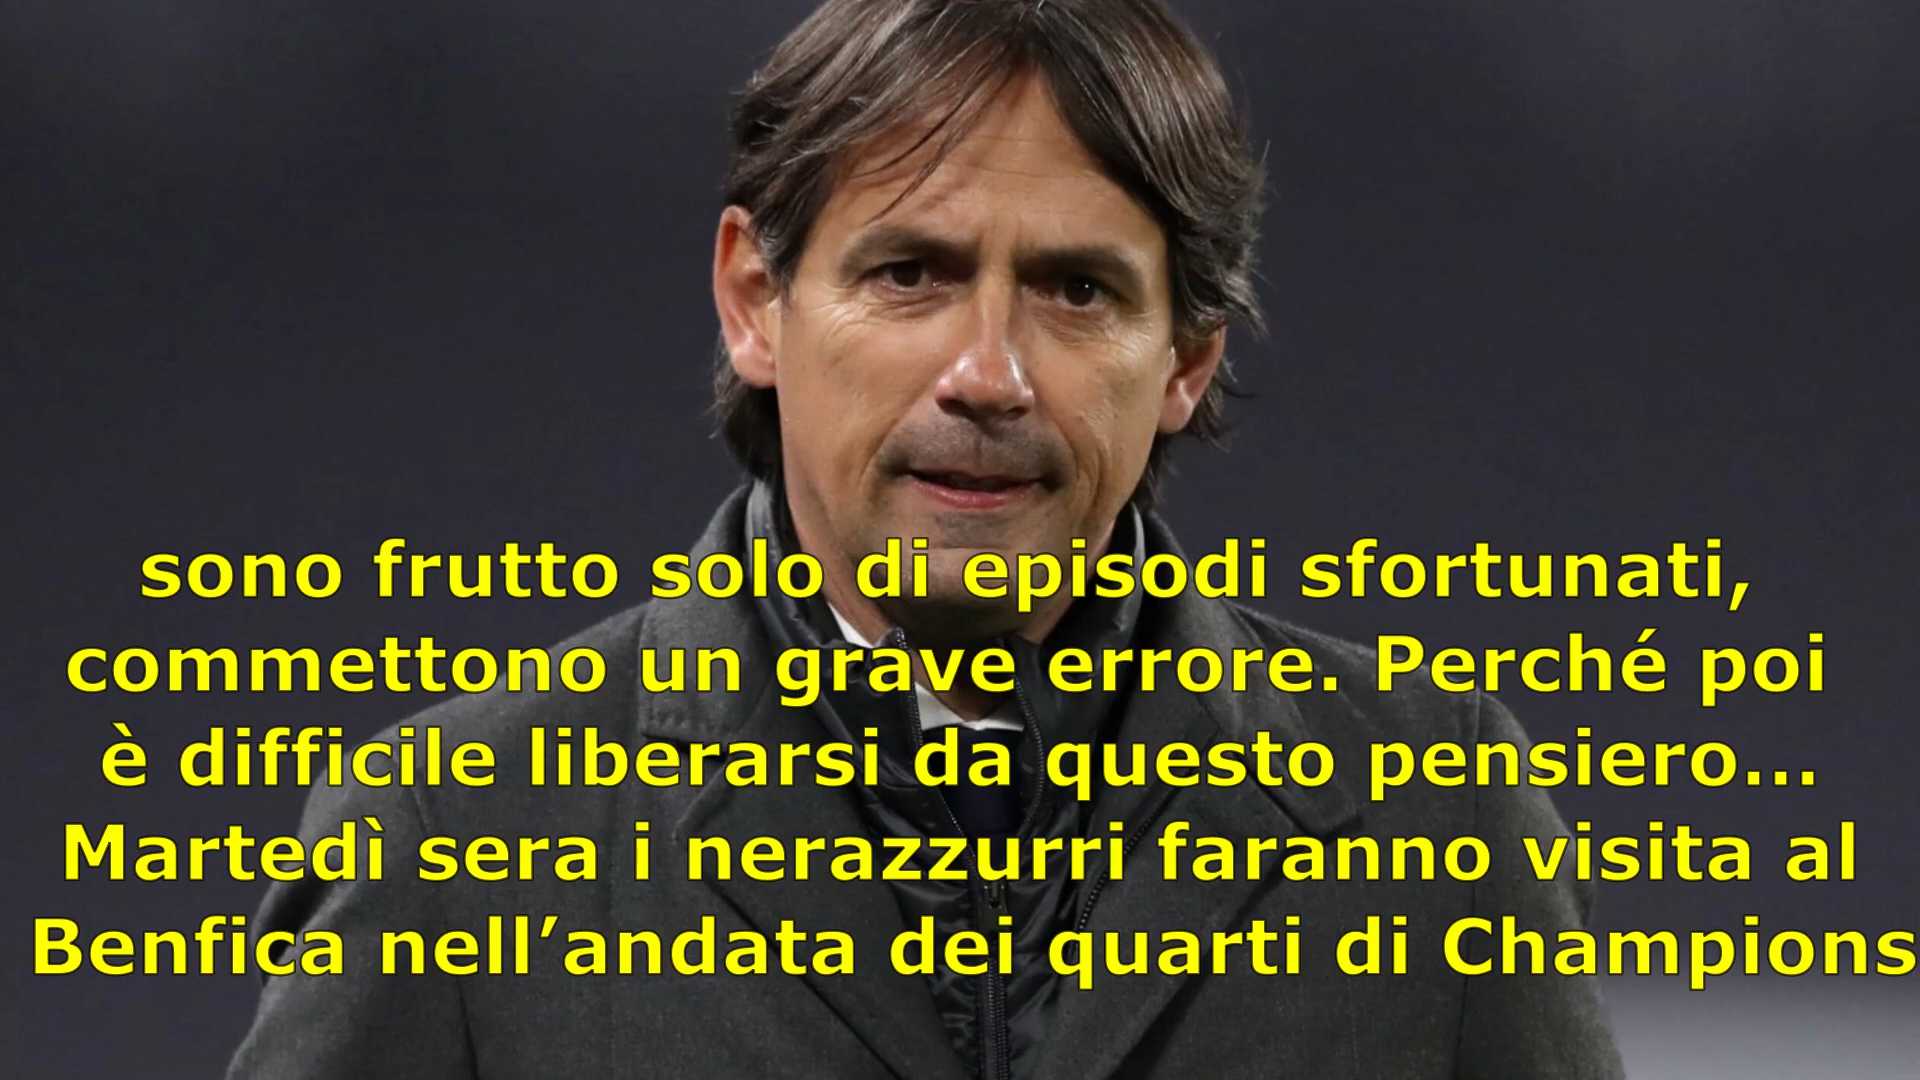 sono frutto solo di episodi sfortunati,
commettono un grave errore. Perché poi
è difficile liberarsi da questo pensiero…
Martedì sera i nerazzurri faranno visita al
Benfica nell’andata dei quarti di Champions